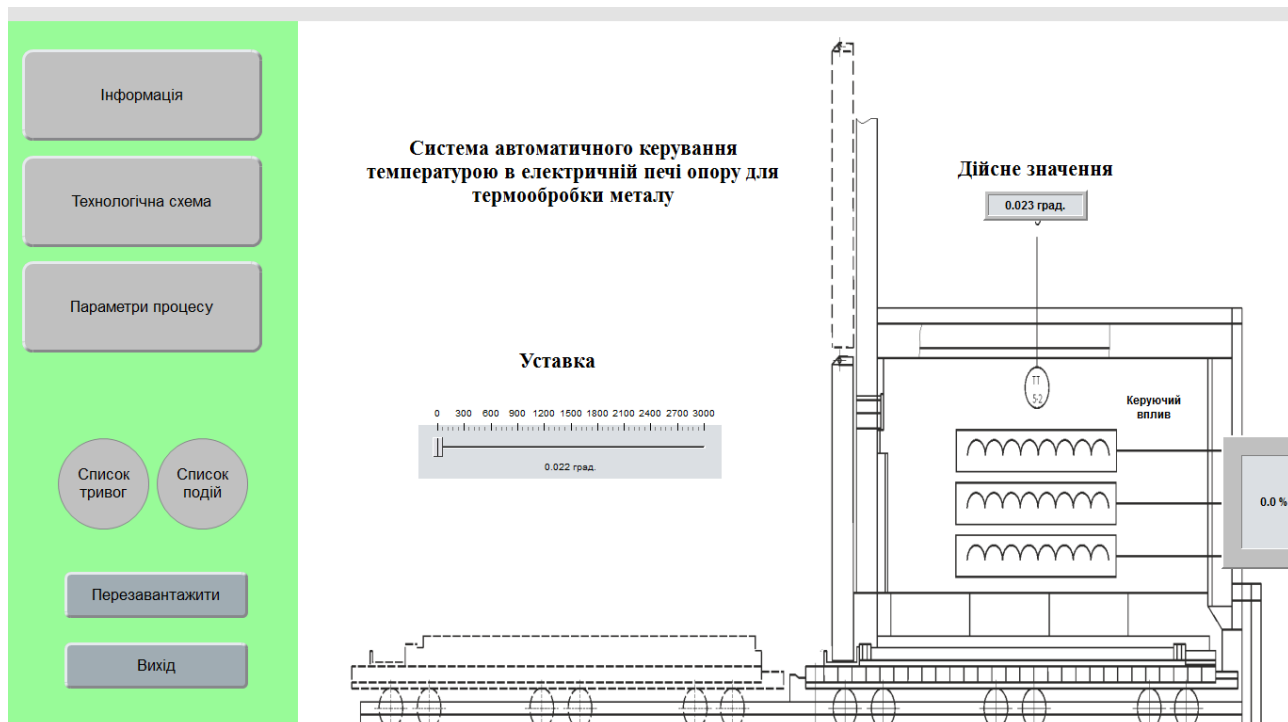 Інформація
Технологічна схема
Параметри процесу
Список
тривог
Список
подій
Перезавантажити
Вихід
Система автоматичного керування
температурою в електричній печі опору для
термообробки металу
Уставка
0 300 600 900 1200 1500 1800 2100 2400 2700 3000
0.022 град.
Дійсне значення
0.023 град.
TT
5-2
Керуючий
вплив
0.0 %